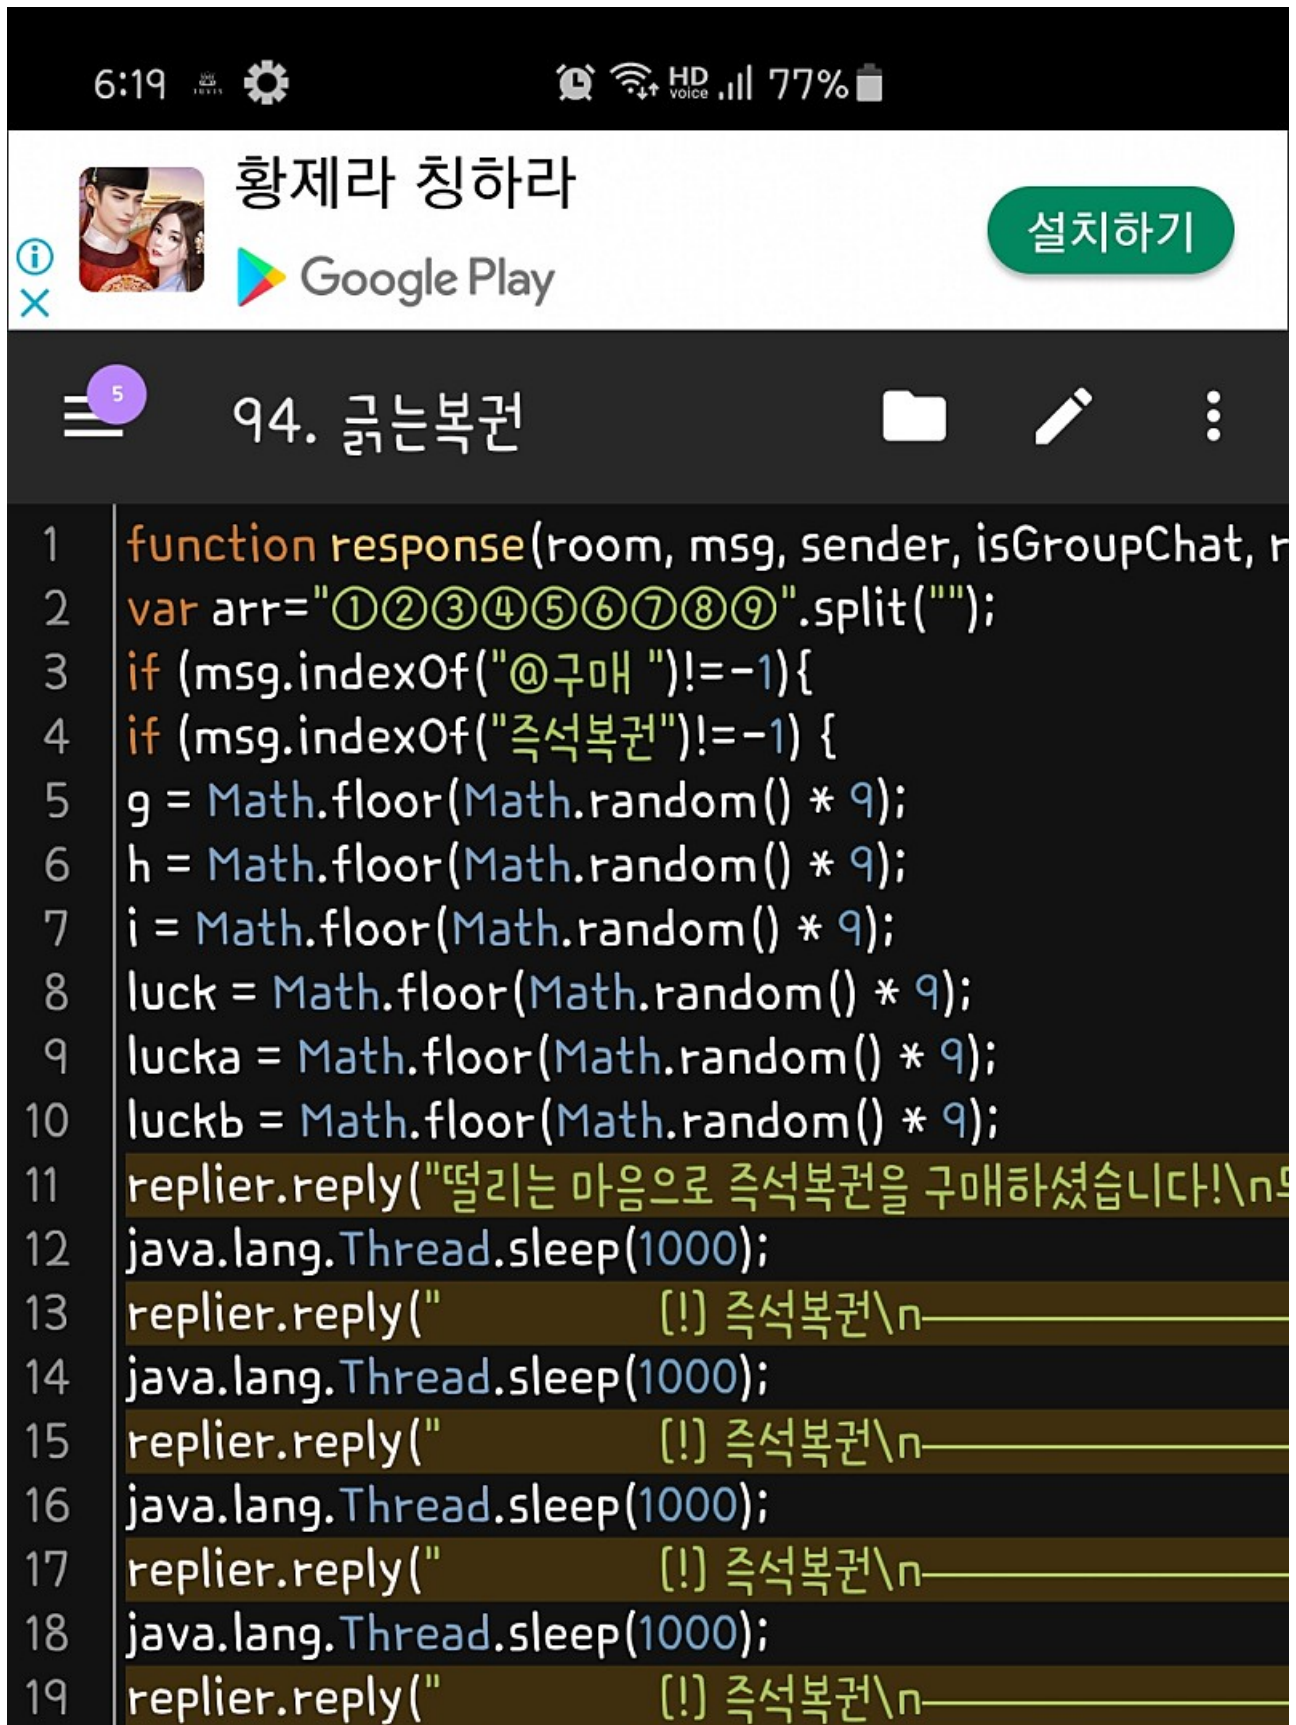 6:19 HD voice 77%
황제라 칭하라
Google Play
설치하기
5
94. 긁는복권
1 function response(room, msg, sender, isGroupChat, r
2 var arr="①②③④⑤⑥⑦⑧⑨".split("");
3 if (msg.indexOf("@구매 ")!=-1){
4 if (msg.indexOf("즉석복권")!=-1) {
5 g = Math.floor(Math.random() * 9);
6 h = Math.floor(Math.random() * 9);
7 i = Math.floor(Math.random() * 9);
8 luck = Math.floor(Math.random() * 9);
9 lucka = Math.floor(Math.random() * 9);
10 luckb = Math.floor(Math.random() * 9);
11 replier.reply("떨리는 마음으로 즉석복권을 구매하셨습니다!\n
12 java.lang.Thread.sleep(1000);
13 replier.reply(" [!] 즉석복권\n━━━━━━━━
14 java.lang.Thread.sleep(1000);
15 replier.reply(" [!] 즉석복권\n━━━━━━━━
16 java.lang.Thread.sleep(1000);
17 replier.reply(" [!] 즉석복권\n━━━━━━━━
18 java.lang.Thread.sleep(1000);
19 replier.reply(" [!] 즉석복권\n━━━━━━━━